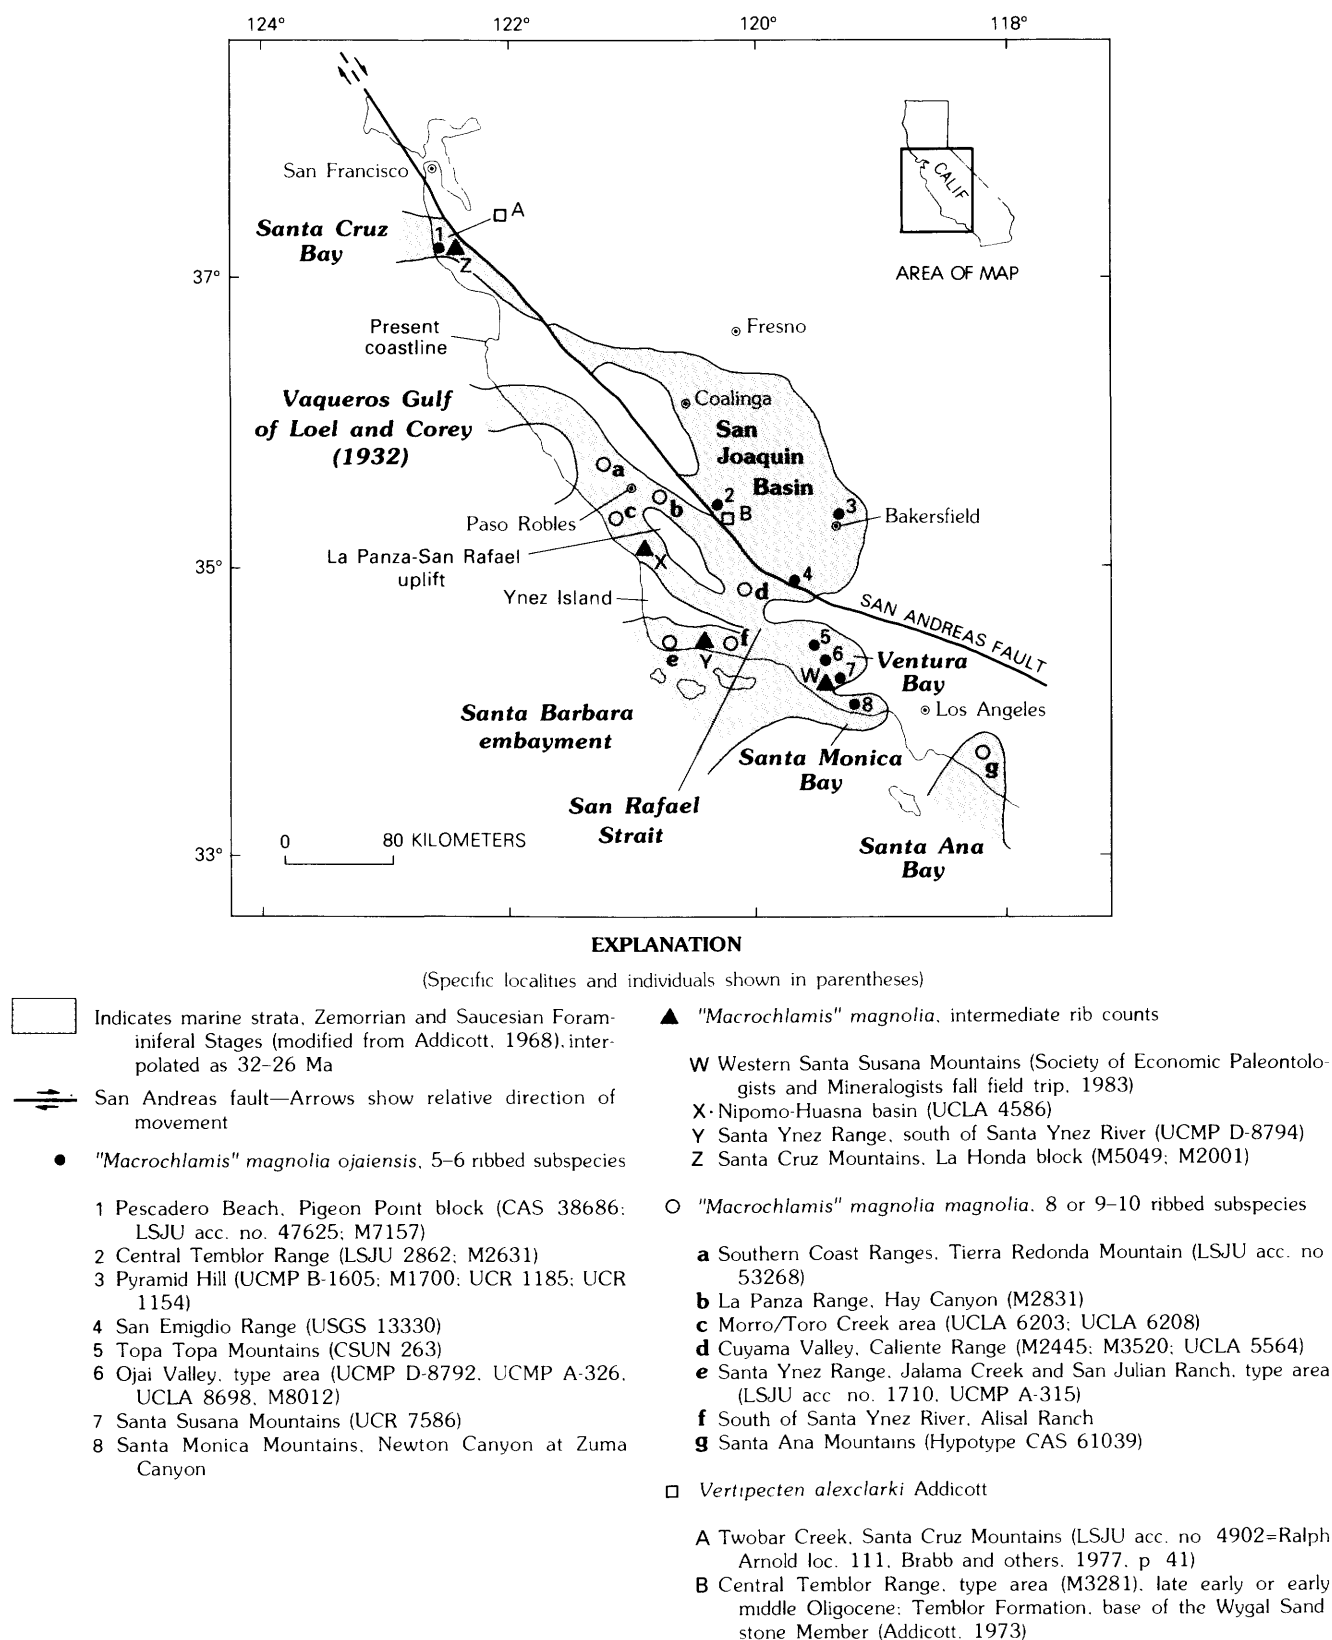 124°
122°
120°
118°
San Francisco
A
Santa Cruz
Bay
1
Z
CALIF
AREA OF MAP
37°
Present
coastline
Fresno
Vaqueros Gulf
of Loel and Corey
(1932)
Coalinga
San
Joaquin
Basin
a
2
3
b
B
c
Paso Robles
Bakersfield
La Panza-San Rafael
uplift
X
35°
4
d
Ynez Island
SAN ANDREAS FAULT
5
f
6
e
Y
W
7
Ventura
Bay
8
Los Angeles
Santa Barbara
embayment
Santa Monica
Bay
g
San Rafael
Strait
0
80 KILOMETERS
33°
Santa Ana
Bay
EXPLANATION
(Specific localities and individuals shown in parentheses)
Indicates marine strata, Zemorrian and Saucesian Foram-
iniferal Stages (modified from Addicott, 1968), inter-
polated as 32–26 Ma
San Andreas fault—Arrows show relative direction of
movement
"Macrochlamis" magnolia ojaiensis, 5–6 ribbed subspecies
1 Pescadero Beach, Pigeon Point block (CAS 38686;
LSJU acc. no. 47625; M7157)
2 Central Temblor Range (LSJU 2862; M2631)
3 Pyramid Hill (UCMP B-1605; M1700; UCR 1185; UCR
1154)
4 San Emigdio Range (USGS 13330)
5 Topa Topa Mountains (CSUN 263)
6 Ojai Valley, type area (UCMP D-8792, UCMP A-326,
UCLA 8698, M8012)
7 Santa Susana Mountains (UCR 7586)
8 Santa Monica Mountains, Newton Canyon at Zuma
Canyon
"Macrochlamis" magnolia, intermediate rib counts
W Western Santa Susana Mountains (Society of Economic Paleontolo-
gists and Mineralogists fall field trip, 1983)
X Nipomo-Huasna basin (UCLA 4586)
Y Santa Ynez Range, south of Santa Ynez River (UCMP D-8794)
Z Santa Cruz Mountains, La Honda block (M5049; M2001)
"Macrochlamis" magnolia magnolia, 8 or 9–10 ribbed subspecies
a Southern Coast Ranges, Tierra Redonda Mountain (LSJU acc. no
53268)
b La Panza Range, Hay Canyon (M2831)
c Morro/Toro Creek area (UCLA 6203; UCLA 6208)
d Cuyama Valley, Caliente Range (M2445; M3520; UCLA 5564)
e Santa Ynez Range, Jalama Creek and San Julian Ranch, type area
(LSJU acc no. 1710, UCMP A-315)
f South of Santa Ynez River, Alisal Ranch
g Santa Ana Mountains (Hypotype CAS 61039)
Vertipecten alexclarki Addicott
A Twobar Creek, Santa Cruz Mountains (LSJU acc. no 4902=Ralph
Arnold loc. 111, Brabb and others, 1977, p 41)
B Central Temblor Range, type area (M3281), late early or early
middle Oligocene; Temblor Formation, base of the Wygal Sand
stone Member (Addicott, 1973)